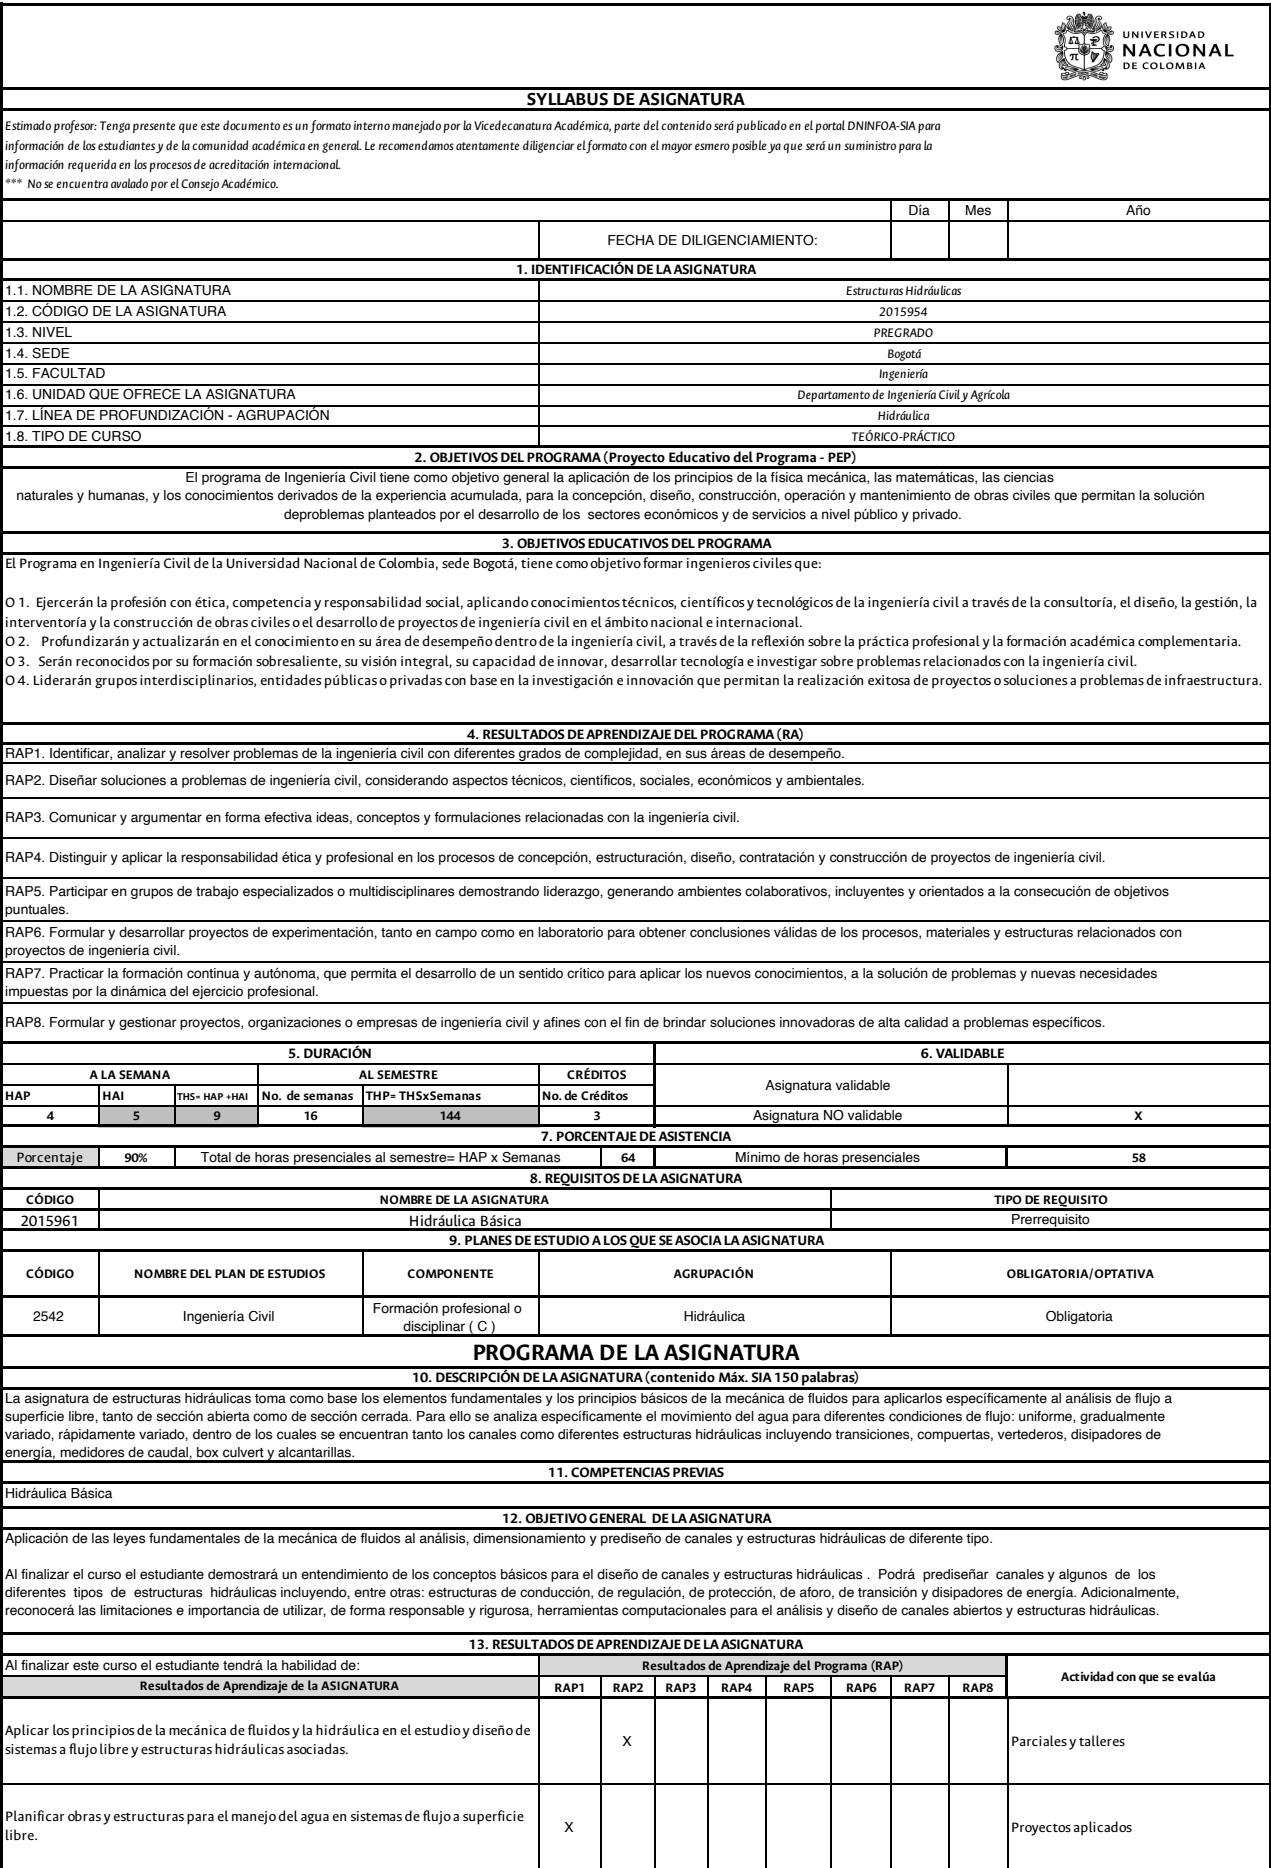 UNIVERSIDAD
NACIONAL
DE COLOMBIA
SYLLABUS DE ASIGNATURA
Estimado profesor: Tenga presente que este documento es un formato interno manejado por la Vicedecanatura Académica, parte del contenido será publicado en el portal DNINFOA-SIA para
información de los estudiantes y de la comunidad académica en general. Le recomendamos atentamente diligenciar el formato con el mayor esmero posible ya que será un suministro para la
información requerida en los procesos de acreditación internacional.
*** No se encuentra avalado por el Consejo Académico.
Día Mes Año
FECHA DE DILIGENCIAMIENTO:
1. IDENTIFICACIÓN DE LA ASIGNATURA
1.1. NOMBRE DE LA ASIGNATURA Estructuras Hidráulicas
1.2. CÓDIGO DE LA ASIGNATURA 2015954
1.3. NIVEL PREGRADO
1.4. SEDE Bogotá
1.5. FACULTAD Ingeniería
1.6. UNIDAD QUE OFRECE LA ASIGNATURA Departamento de Ingeniería Civil y Agrícola
1.7. LÍNEA DE PROFUNDIZACIÓN - AGRUPACIÓN Hidráulica
1.8. TIPO DE CURSO TEÓRICO-PRÁCTICO
2. OBJETIVOS DEL PROGRAMA (Proyecto Educativo del Programa - PEP)
El programa de Ingeniería Civil tiene como objetivo general la aplicación de los principios de la física mecánica, las matemáticas, las ciencias
naturales y humanas, y los conocimientos derivados de la experiencia acumulada, para la concepción, diseño, construcción, operación y mantenimiento de obras civiles que permitan la solución
deproblemas planteados por el desarrollo de los sectores económicos y de servicios a nivel público y privado.
3. OBJETIVOS EDUCATIVOS DEL PROGRAMA
El Programa en Ingeniería Civil de la Universidad Nacional de Colombia, sede Bogotá, tiene como objetivo formar ingenieros civiles que:
O 1. Ejercerán la profesión con ética, competencia y responsabilidad social, aplicando conocimientos técnicos, científicos y tecnológicos de la ingeniería civil a través de la consultoría, el diseño, la gestión, la
interventoría y la construcción de obras civiles o el desarrollo de proyectos de ingeniería civil en el ámbito nacional e internacional.
O 2. Profundizarán y actualizarán en el conocimiento en su área de desempeño dentro de la ingeniería civil, a través de la reflexión sobre la práctica profesional y la formación académica complementaria.
O 3. Serán reconocidos por su formación sobresaliente, su visión integral, su capacidad de innovar, desarrollar tecnología e investigar sobre problemas relacionados con la ingeniería civil.
O 4. Liderarán grupos interdisciplinarios, entidades públicas o privadas con base en la investigación e innovación que permitan la realización exitosa de proyectos o soluciones a problemas de infraestructura.
4. RESULTADOS DE APRENDIZAJE DEL PROGRAMA (RA)
RAP1. Identificar, analizar y resolver problemas de la ingeniería civil con diferentes grados de complejidad, en sus áreas de desempeño.
RAP2. Diseñar soluciones a problemas de ingeniería civil, considerando aspectos técnicos, científicos, sociales, económicos y ambientales.
RAP3. Comunicar y argumentar en forma efectiva ideas, conceptos y formulaciones relacionadas con la ingeniería civil.
RAP4. Distinguir y aplicar la responsabilidad ética y profesional en los procesos de concepción, estructuración, diseño, contratación y construcción de proyectos de ingeniería civil.
RAP5. Participar en grupos de trabajo especializados o multidisciplinares demostrando liderazgo, generando ambientes colaborativos, incluyentes y orientados a la consecución de objetivos
puntuales.
RAP6. Formular y desarrollar proyectos de experimentación, tanto en campo como en laboratorio para obtener conclusiones válidas de los procesos, materiales y estructuras relacionados con
proyectos de ingeniería civil.
RAP7. Practicar la formación continua y autónoma, que permita el desarrollo de un sentido crítico para aplicar los nuevos conocimientos, a la solución de problemas y nuevas necesidades
impuestas por la dinámica del ejercicio profesional.
RAP8. Formular y gestionar proyectos, organizaciones o empresas de ingeniería civil y afines con el fin de brindar soluciones innovadoras de alta calidad a problemas específicos.
5. DURACIÓN 6. VALIDABLE
A LA SEMANA AL SEMESTRE CRÉDITOS Asignatura validable
HAP HAI THS= HAP +HAI No. de semanas THP= THSxSemanas No. de Créditos
4 5 9 16 144 3 Asignatura NO validable X
7. PORCENTAJE DE ASISTENCIA
Porcentaje 90% Total de horas presenciales al semestre= HAP x Semanas 64 Mínimo de horas presenciales 58
8. REQUISITOS DE LA ASIGNATURA
CÓDIGO NOMBRE DE LA ASIGNATURA TIPO DE REQUISITO
2015961 Hidráulica Básica Prerrequisito
9. PLANES DE ESTUDIO A LOS QUE SE ASOCIA LA ASIGNATURA
CÓDIGO NOMBRE DEL PLAN DE ESTUDIOS COMPONENTE AGRUPACIÓN OBLIGATORIA/OPTATIVA
2542 Ingeniería Civil Formación profesional o disciplinar ( C ) Hidráulica Obligatoria
PROGRAMA DE LA ASIGNATURA
10. DESCRIPCIÓN DE LA ASIGNATURA (contenido Máx. SIA 150 palabras)
La asignatura de estructuras hidráulicas toma como base los elementos fundamentales y los principios básicos de la mecánica de fluidos para aplicarlos específicamente al análisis de flujo a
superficie libre, tanto de sección abierta como de sección cerrada. Para ello se analiza específicamente el movimiento del agua para diferentes condiciones de flujo: uniforme, gradualmente
variado, rápidamente variado, dentro de los cuales se encuentran tanto los canales como diferentes estructuras hidráulicas incluyendo transiciones, compuertas, vertederos, disipadores de
energía, medidores de caudal, box culvert y alcantarillas.
11. COMPETENCIAS PREVIAS
Hidráulica Básica
12. OBJETIVO GENERAL DE LA ASIGNATURA
Aplicación de las leyes fundamentales de la mecánica de fluidos al análisis, dimensionamiento y prediseño de canales y estructuras hidráulicas de diferente tipo.
Al finalizar el curso el estudiante demostrará un entendimiento de los conceptos básicos para el diseño de canales y estructuras hidráulicas . Podrá prediseñar canales y algunos de los
diferentes tipos de estructuras hidráulicas incluyendo, entre otras: estructuras de conducción, de regulación, de protección, de aforo, de transición y disipadores de energía. Adicionalmente,
reconocerá las limitaciones e importancia de utilizar, de forma responsable y rigurosa, herramientas computacionales para el análisis y diseño de canales abiertos y estructuras hidráulicas.
13. RESULTADOS DE APRENDIZAJE DE LA ASIGNATURA
Al finalizar este curso el estudiante tendrá la habilidad de: Resultados de Aprendizaje del Programa (RAP) Actividad con que se evalúa
Resultados de Aprendizaje de la ASIGNATURA RAP1 RAP2 RAP3 RAP4 RAP5 RAP6 RAP7 RAP8
Aplicar los principios de la mecánica de fluidos y la hidráulica en el estudio y diseño de
sistemas a flujo libre y estructuras hidráulicas asociadas. X Parciales y talleres
Planificar obras y estructuras para el manejo del agua en sistemas de flujo a superficie
libre. X Proyectos aplicados